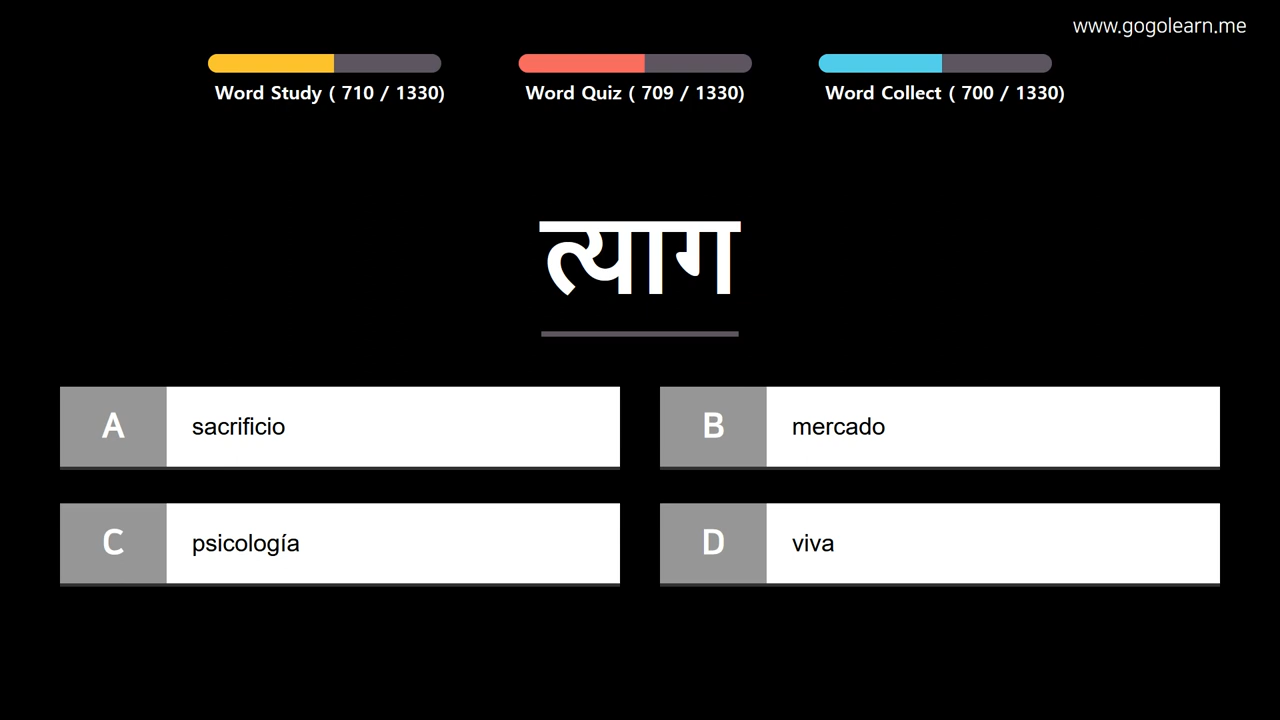 www.gogolearn.me
Word Study ( 710 / 1330)
Word Quiz ( 709 / 1330)
Word Collect ( 700 / 1330)
त्याग
A sacrificio
B mercado
C psicología
D viva